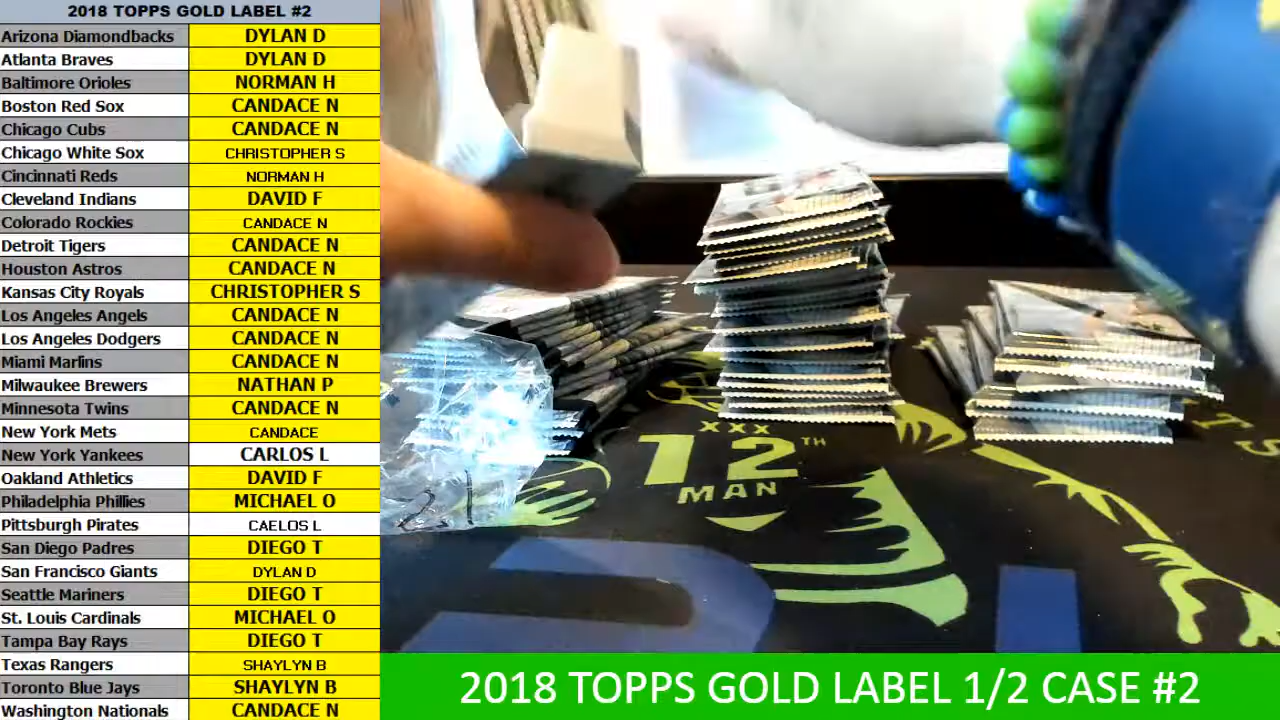 2018 TOPPS GOLD LABEL #2
Arizona Diamondbacks DYLAN D
Atlanta Braves DYLAN D
Baltimore Orioles NORMAN H
Boston Red Sox CANDACE N
Chicago Cubs CANDACE N
Chicago White Sox CHRISTOPHER S
Cincinnati Reds NORMAN H
Cleveland Indians DAVID F
Colorado Rockies CANDACE N
Detroit Tigers CANDACE N
Houston Astros CANDACE N
Kansas City Royals CHRISTOPHER S
Los Angeles Angels CANDACE N
Los Angeles Dodgers CANDACE N
Miami Marlins CANDACE N
Milwaukee Brewers NATHAN P
Minnesota Twins CANDACE N
New York Mets CANDACE
New York Yankees CARLOS L
Oakland Athletics DAVID F
Philadelphia Phillies MICHAEL O
Pittsburgh Pirates CAELOS L
San Diego Padres DIEGO T
San Francisco Giants DYLAN D
Seattle Mariners DIEGO T
St. Louis Cardinals MICHAEL O
Tampa Bay Rays DIEGO T
Texas Rangers SHAYLYN B
Toronto Blue Jays SHAYLYN B
Washington Nationals CANDACE N
XXX
12TH
MAN
2018 TOPPS GOLD LABEL 1/2 CASE #2